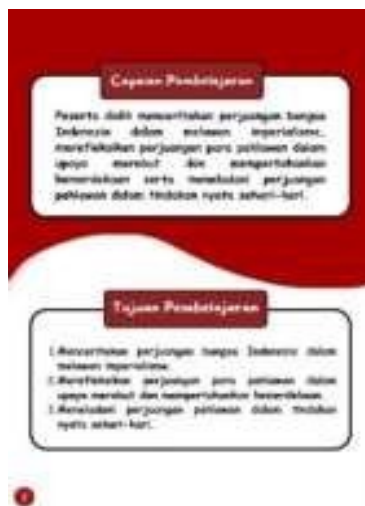 Capaian Pembelajaran
Peserta didik menceritakan perjuangan bangsa
Indonesia dalam melawan imperialisme,
merefleksikan perjuangan para pahlawan dalam
upaya merebut dan mempertahankan
kemerdekaan serta meneladani perjuangan
pahlawan dalam tindakan nyata sehari-hari.
Tujuan Pembelajaran
1. Menceritakan perjuangan bangsa Indonesia dalam
melawan imperialisme.
2. Merefleksikan perjuangan para pahlawan dalam
upaya merebut dan mempertahankan kemerdekaan.
3. Meneladani perjuangan pahlawan dalam tindakan
nyata sehari-hari.